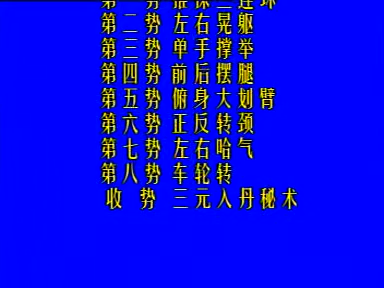 第二势 左右晃躯
第三势 单手撑举
第四势 前后摆腿
第五势 俯身大划臂
第六势 正反转颈
第七势 左右哈气
第八势 车轮转
收 势 三元入丹秘术